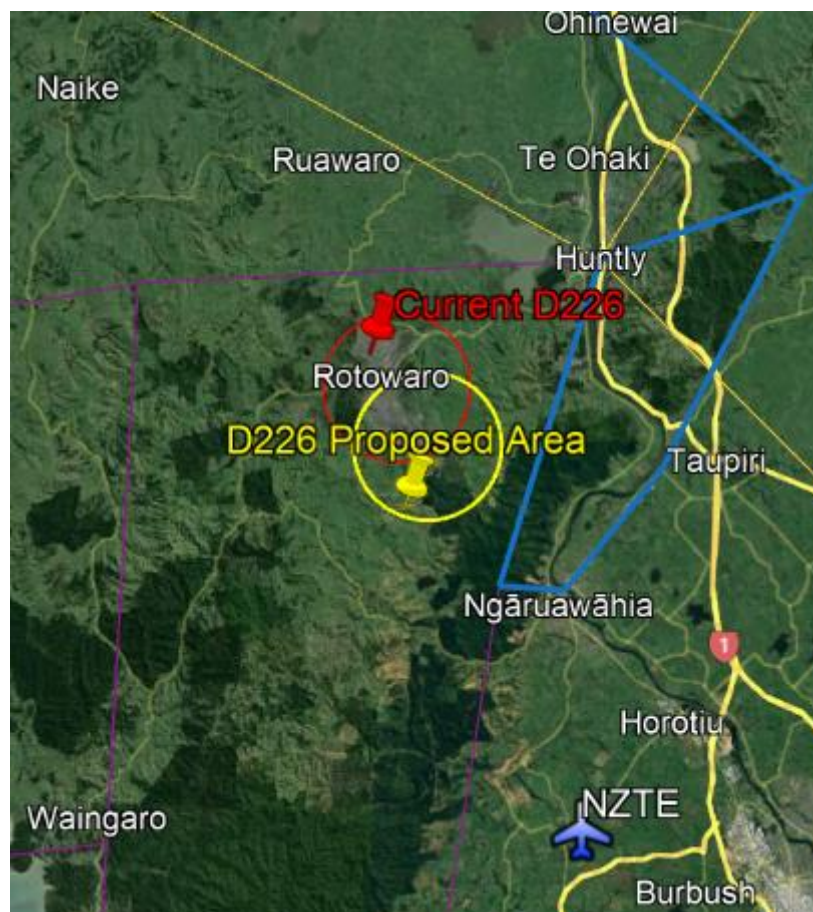 Ohinewai
Naike
Ruawaro
Te Ohaki
Huntly
Current D226
Rotowaro
D226 Proposed Area
Taupiri
Ngāruawāhia
1
Horotiu
NZTE
Waingaro
Burbush